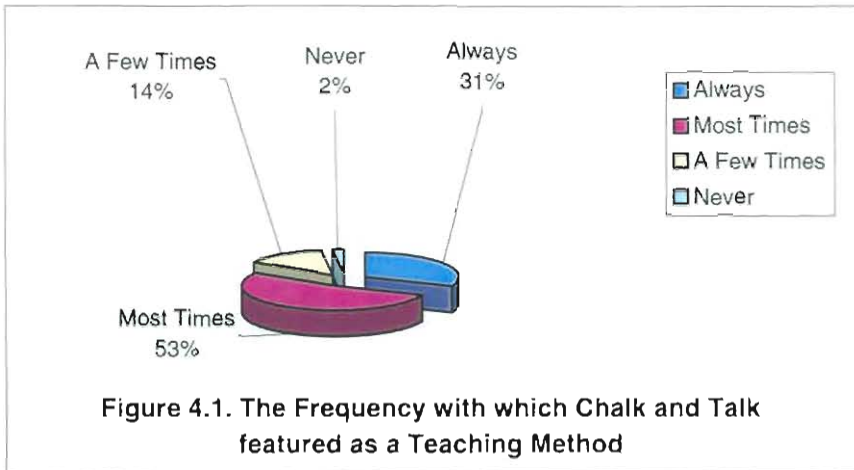 A Few Times
14%
Never
2%
Always
31%
Always
Most Times
A Few Times
Never
Most Times
53%
Figure 4.1. The Frequency with which Chalk and Talk
featured as a Teaching Method